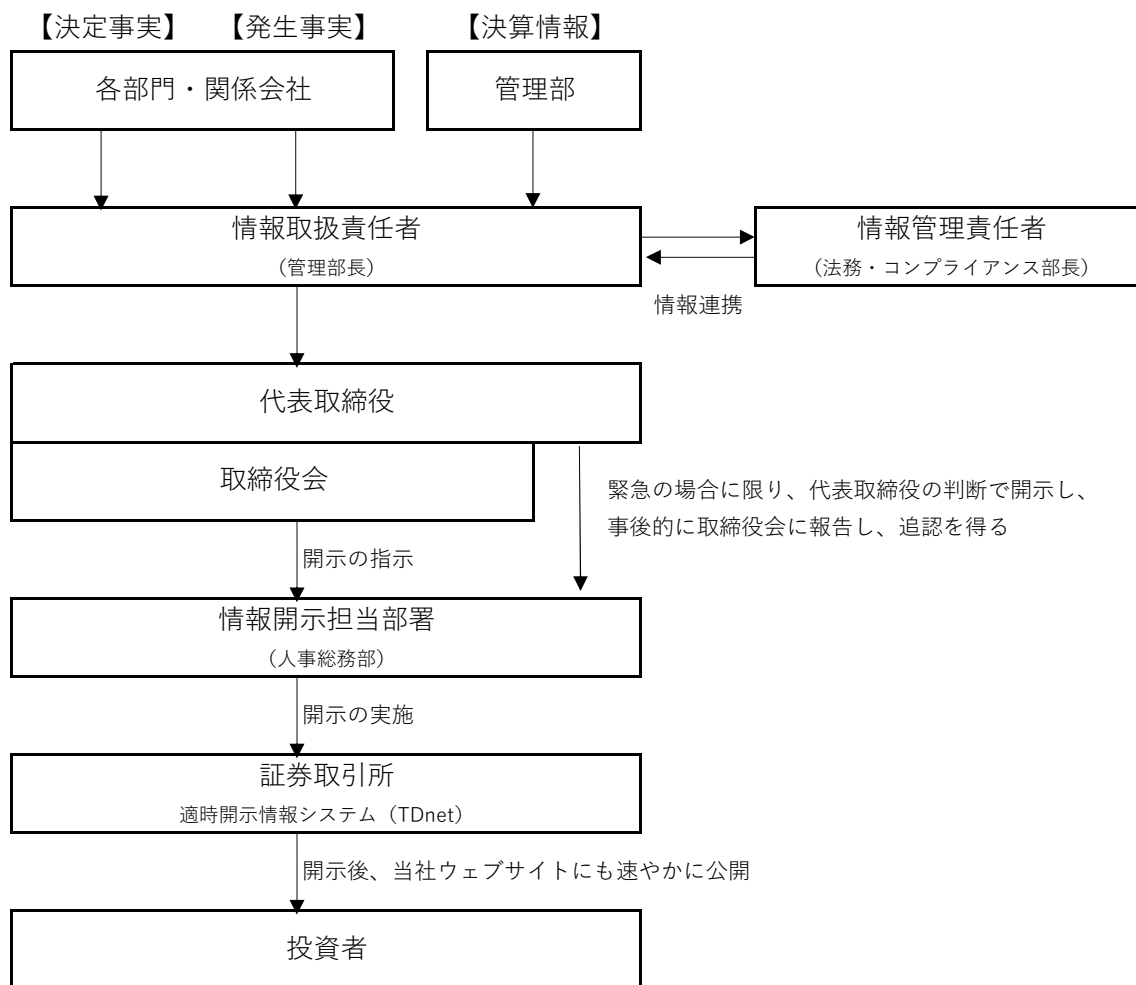 【決定事実】 【発生事実】 【決算情報】
各部門・関係会社
管理部
情報取扱責任者
（管理部長）
情報管理責任者
（法務・コンプライアンス部長）
情報連携
代表取締役
取締役会
緊急の場合に限り、代表取締役の判断で開示し、
事後的に取締役会に報告し、追認を得る
開示の指示
情報開示担当部署
（人事総務部）
開示の実施
証券取引所
適時開示情報システム（TDnet）
開示後、当社ウェブサイトにも速やかに公開
投資者